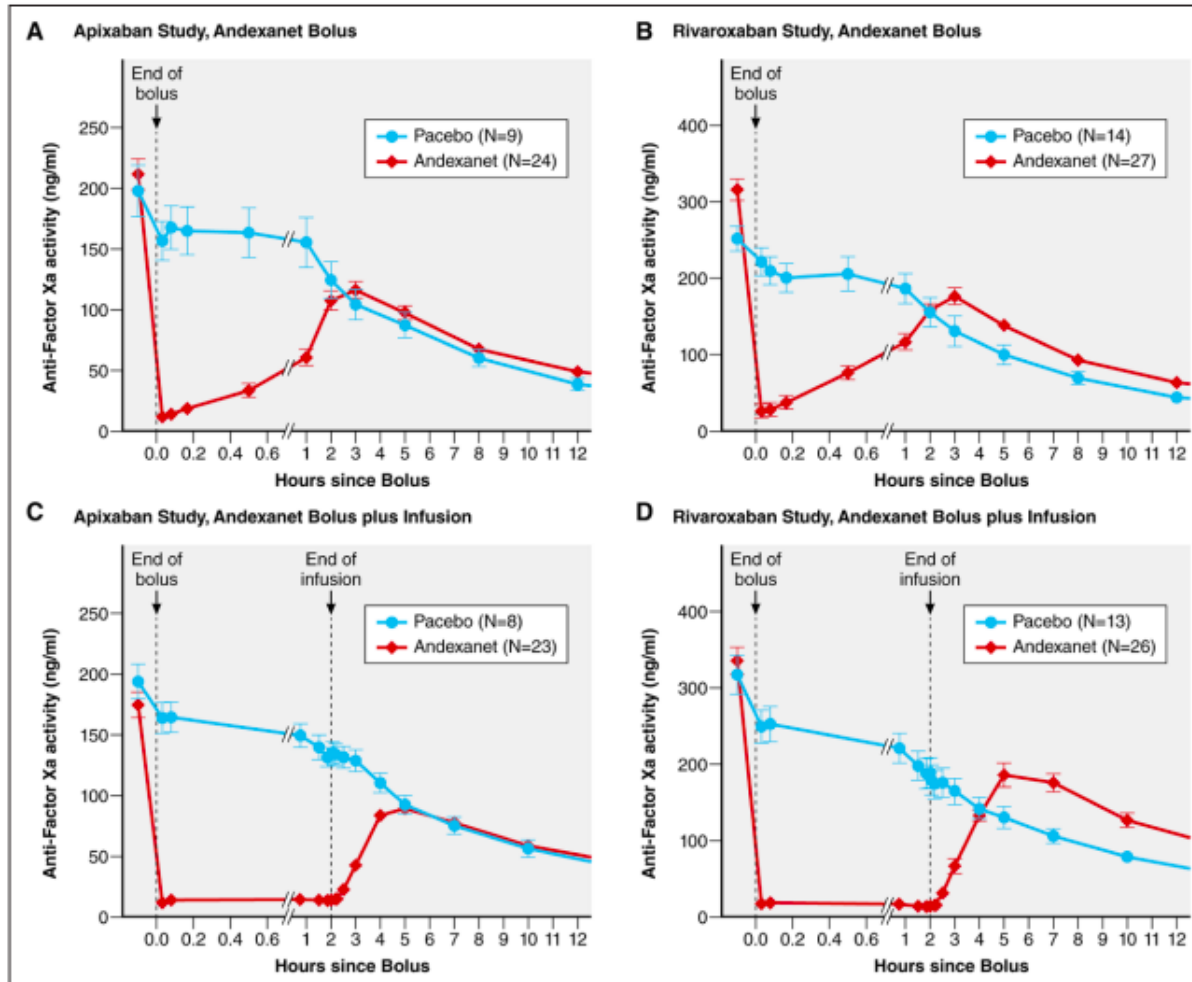 A Apixaban Study, Andexanet Bolus
End of
bolus
Pacebo (N=9)
Andexanet (N=24)
Anti-Factor Xa activity (ng/ml)
250
200
150
100
50
0
0.0 0.2 0.4 0.6 1 2 3 4 5 6 7 8 9 10 11 12
Hours since Bolus
B Rivaroxaban Study, Andexanet Bolus
End of
bolus
Pacebo (N=14)
Andexanet (N=27)
Anti-Factor Xa activity (ng/ml)
400
300
200
100
0
0.0 0.2 0.4 0.6 1 2 3 4 5 6 7 8 9 10 11 12
Hours since Bolus
C Apixaban Study, Andexanet Bolus plus Infusion
End of
bolus
End of
infusion
Pacebo (N=8)
Andexanet (N=23)
Anti-Factor Xa activity (ng/ml)
250
200
150
100
50
0
0.0 0.2 0.4 0.6 1 2 3 4 5 6 7 8 9 10 11 12
Hours since Bolus
D Rivaroxaban Study, Andexanet Bolus plus Infusion
End of
bolus
End of
infusion
Pacebo (N=13)
Andexanet (N=26)
Anti-Factor Xa activity (ng/ml)
400
300
200
100
0
0.0 0.2 0.4 0.6 1 2 3 4 5 6 7 8 9 10 11 12
Hours since Bolus